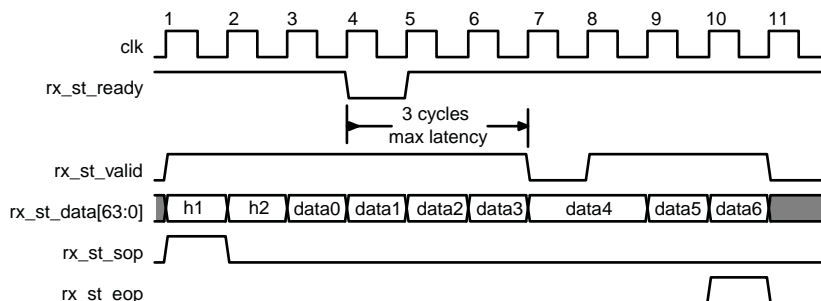 1 2 3 4 5 6 7 8 9 10 11
clk
rx_st_ready
3 cycles
max latency
rx_st_valid
rx_st_data[63:0] h1 h2 data0 data1 data2 data3 data4 data5 data6
rx_st_sop
rx_st_eop